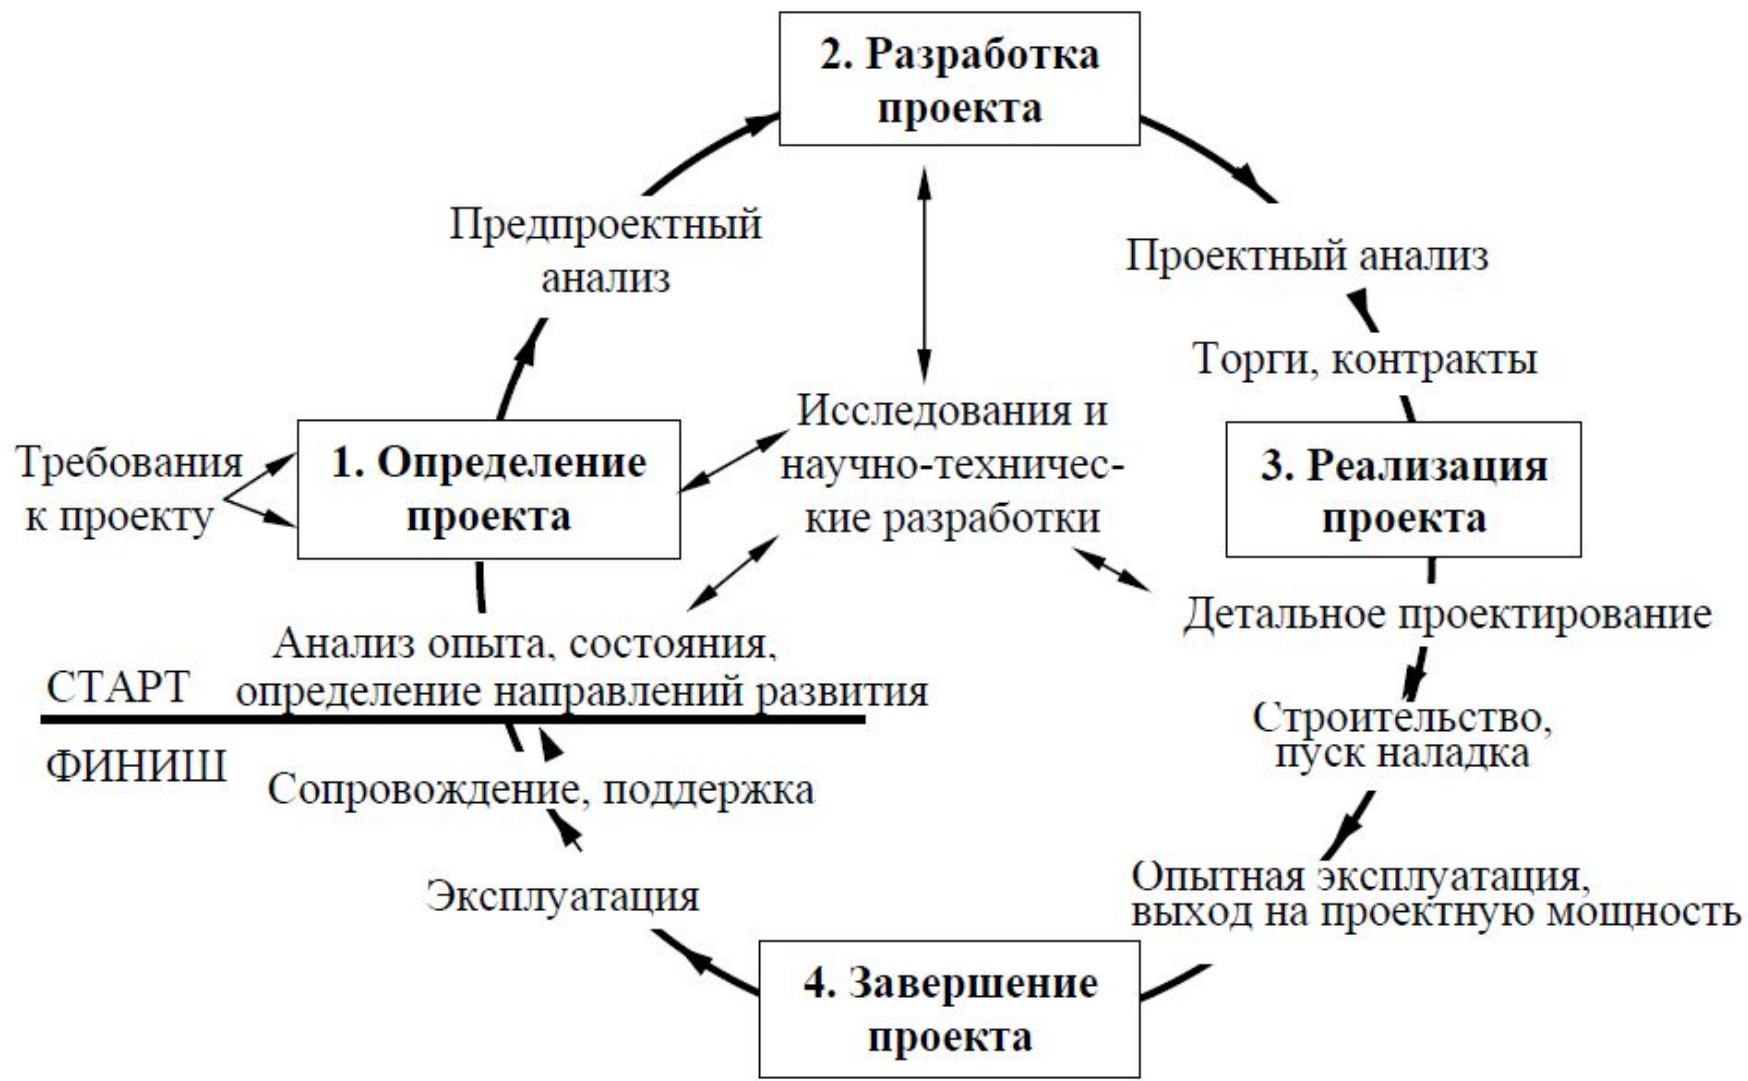 2. Разработка
проекта
Предпроектный
анализ
Проектный анализ
Торги, контракты
Исследования и
научно-техничес-
кие разработки
Требования
к проекту
1. Определение
проекта
3. Реализация
проекта
Детальное проектирование
Анализ опыта, состояния,
определение направлений развития
СТАРТ
ФИНИШ
Строительство,
пуск наладка
Сопровождение, поддержка
Опытная эксплуатация,
выход на проектную мощность
Эксплуатация
4. Завершение
проекта